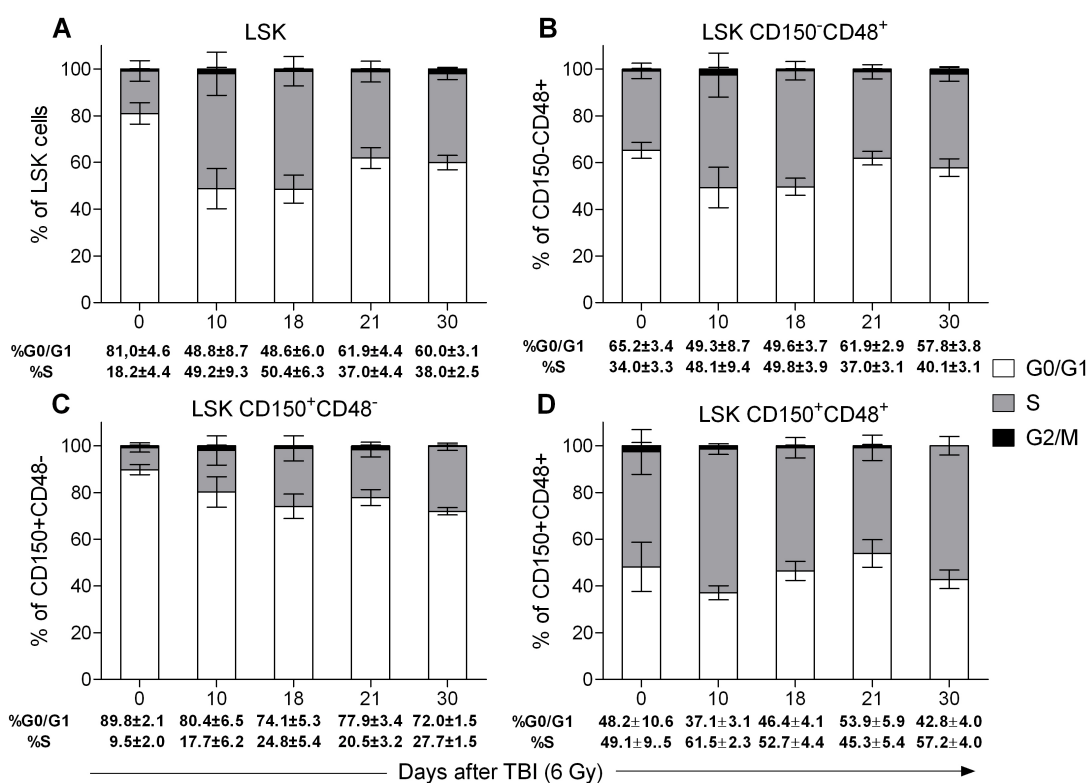 A
LSK
% of LSK cells
100
80
60
40
20
0
0 10 18 21 30
%G0/G1 81,0±4.6 48.8±8.7 48.6±6.0 61.9±4.4 60.0±3.1
%S 18.2±4.4 49.2±9.3 50.4±6.3 37.0±4.4 38.0±2.5
B
LSK CD150⁻CD48⁺
% of CD150-CD48+
100
80
60
40
20
0
0 10 18 21 30
%G0/G1 65.2±3.4 49.3±8.7 49.6±3.7 61.9±2.9 57.8±3.8
%S 34.0±3.3 48.1±9.4 49.8±3.9 37.0±3.1 40.1±3.1
G0/G1
S
G2/M
C
LSK CD150⁺CD48⁻
% of CD150+CD48-
100
80
60
40
20
0
0 10 18 21 30
%G0/G1 89.8±2.1 80.4±6.5 74.1±5.3 77.9±3.4 72.0±1.5
%S 9.5±2.0 17.7±6.2 24.8±5.4 20.5±3.2 27.7±1.5
D
LSK CD150⁺CD48⁺
% of CD150+CD48+
100
80
60
40
20
0
0 10 18 21 30
%G0/G1 48.2±10.6 37.1±3.1 46.4±4.1 53.9±5.9 42.8±4.0
%S 49.1±9..5 61.5±2.3 52.7±4.4 45.3±5.4 57.2±4.0
Days after TBI (6 Gy)